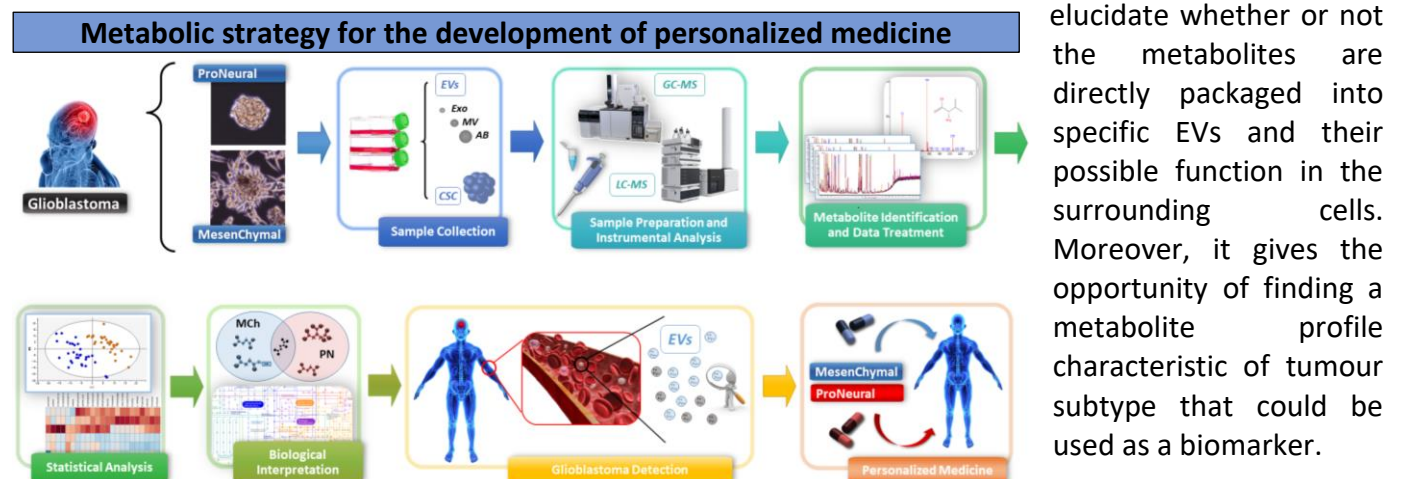 Metabolic strategy for the development of personalized medicine
Glioblastoma
ProNeural
MesenChymal
EVs
Exo
MV
AB
CSC
Sample Collection
GC-MS
LC-MS
Sample Preparation and
Instrumental Analysis
Metabolite Identification
and Data Treatment
Statistical Analysis
MCh
PN
Biological
Interpretation
EVs
Glioblastoma Detection
MesenChymal
ProNeural
Personalized Medicine
elucidate whether or not
the metabolites are
directly packaged into
specific EVs and their
possible function in the
surrounding cells.
Moreover, it gives the
opportunity of finding a
metabolite profile
characteristic of tumour
subtype that could be
used as a biomarker.